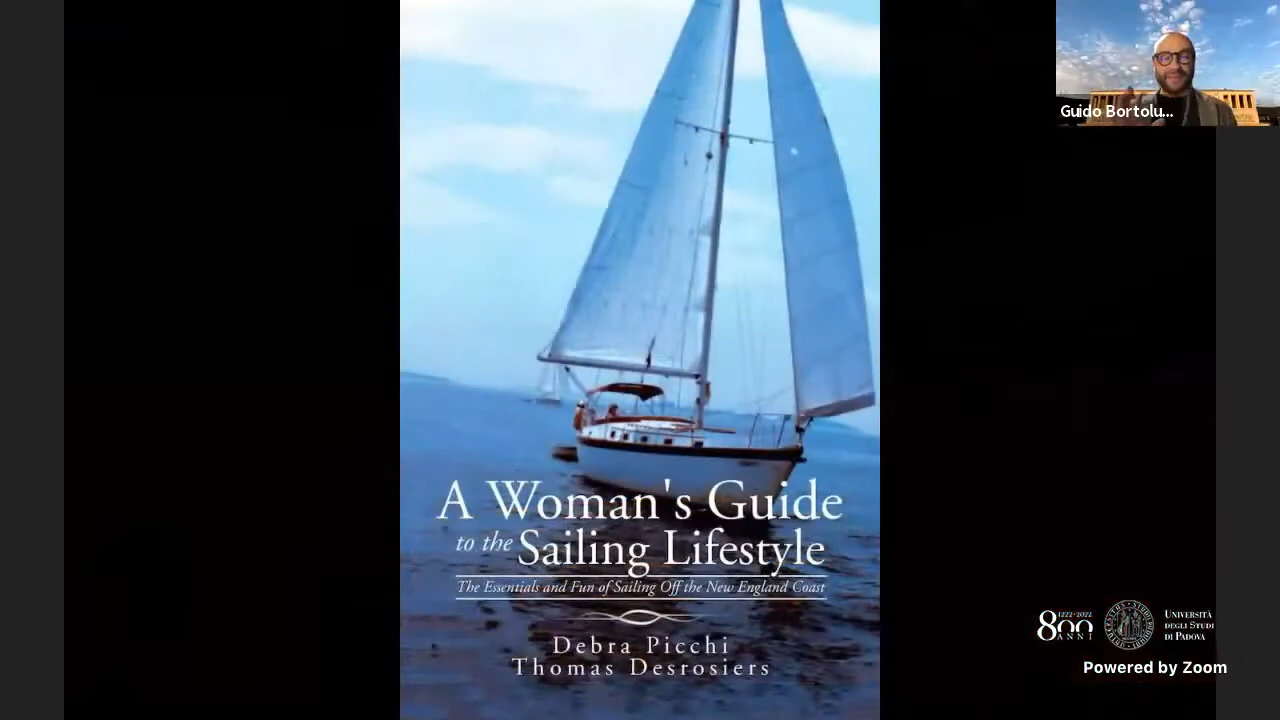 Guido Bortolu...
A Woman's Guide
to the Sailing Lifestyle
The Essentials and Fun of Sailing Off the New England Coast
Debra Picchi
Thomas Desrosiers
1222·2022
800
ANNI
UNIVERSITÀ
DEGLI STUDI
DI PADOVA
Powered by Zoom